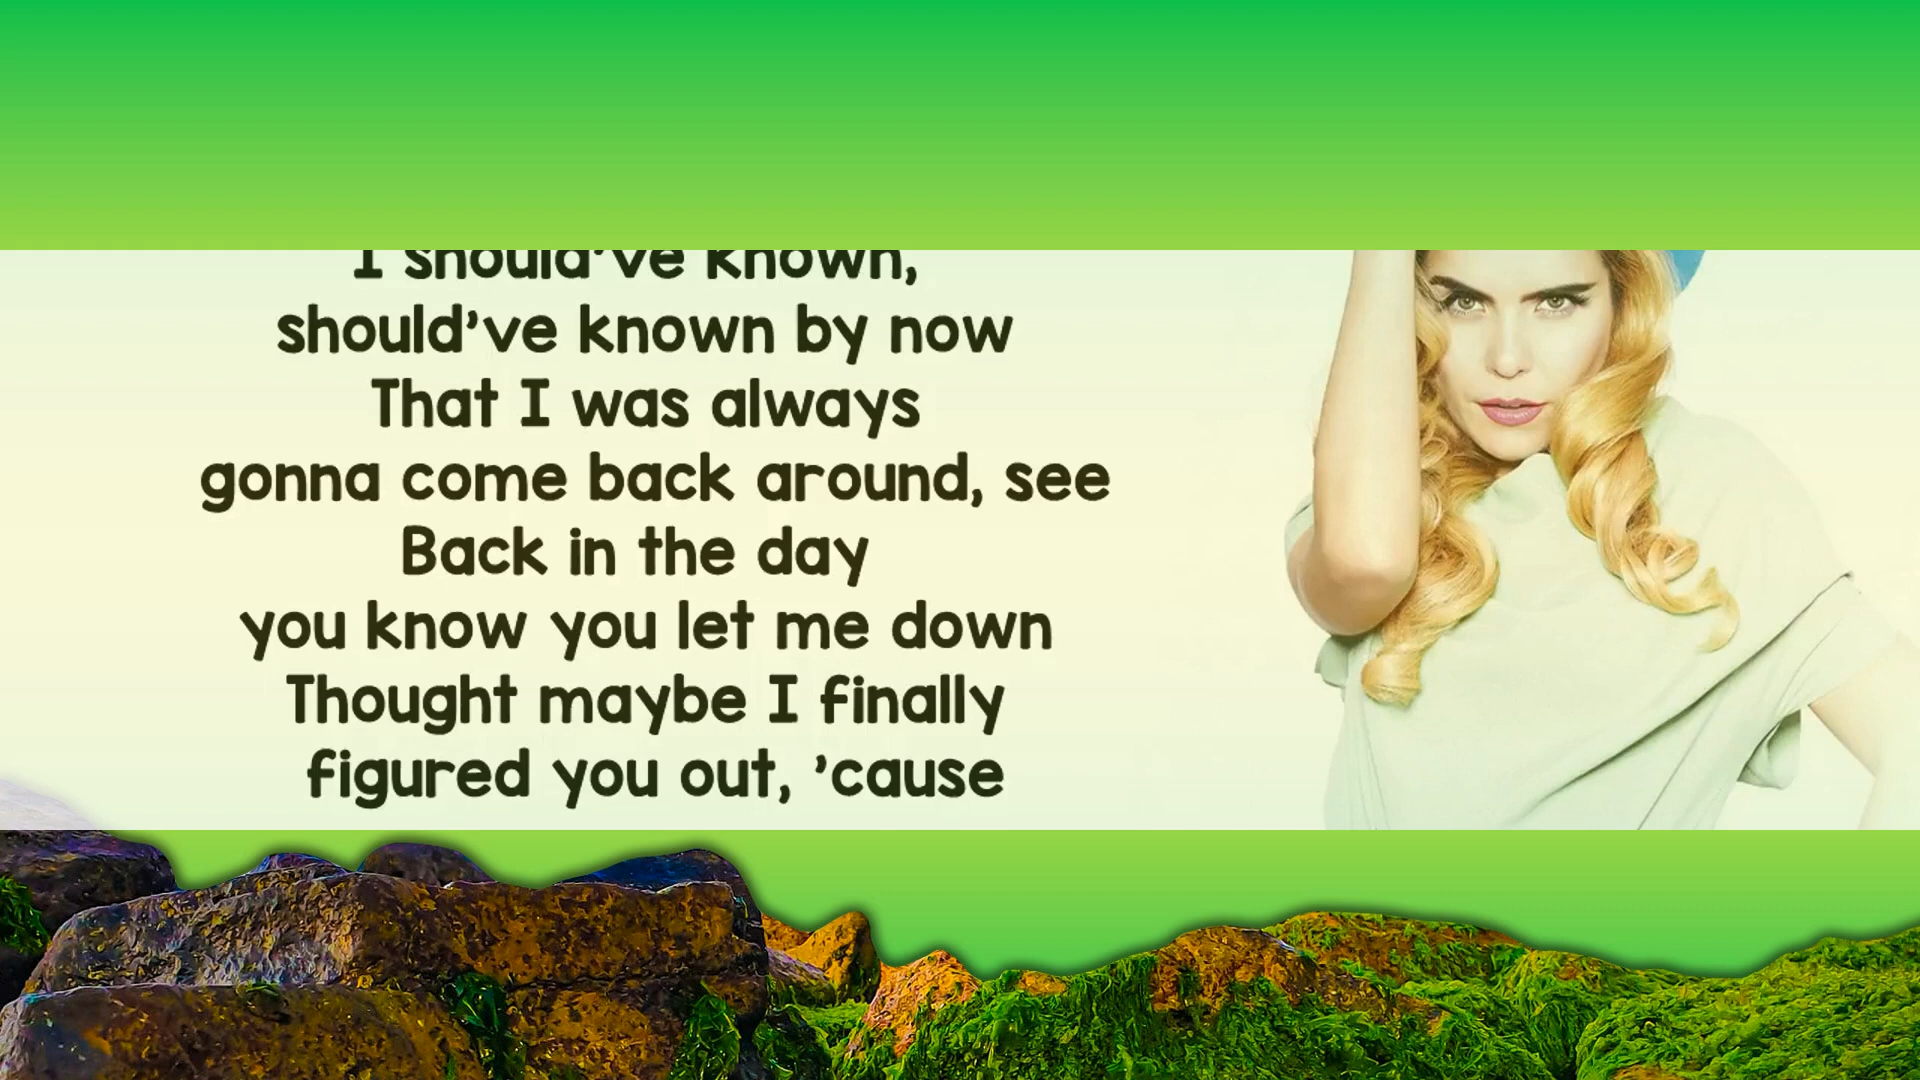 I should've known,
should've known by now
That I was always
gonna come back around, see
Back in the day
you know you let me down
Thought maybe I finally
figured you out, 'cause